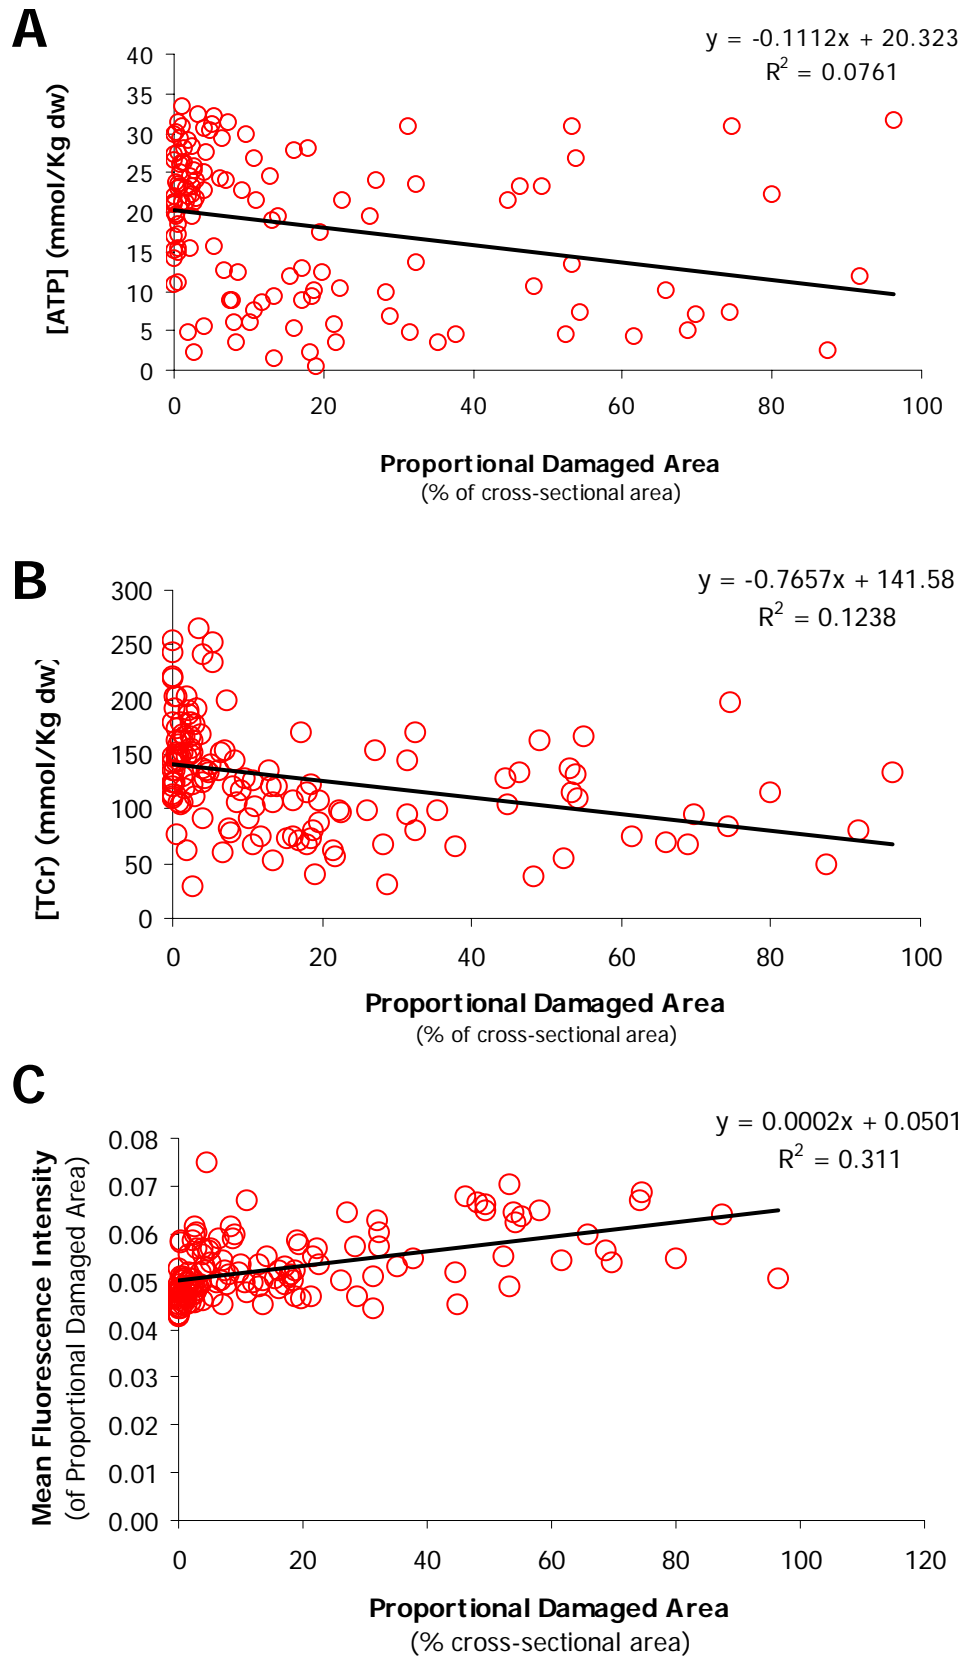 A
y = -0.1112x + 20.323
R² = 0.0761
[ATP] (mmol/Kg dw)
40
35
30
25
20
15
10
5
0
0 20 40 60 80 100
Proportional Damaged Area
(% of cross-sectional area)
B
y = -0.7657x + 141.58
R² = 0.1238
[TCr) (mmol/Kg dw)
300
250
200
150
100
50
0
0 20 40 60 80 100
Proportional Damaged Area
(% of cross-sectional area)
C
y = 0.0002x + 0.0501
R² = 0.311
Mean Fluorescence Intensity
(of Proportional Damaged Area)
0.08
0.07
0.06
0.05
0.04
0.03
0.02
0.01
0.00
0 20 40 60 80 100 120
Proportional Damaged Area
(% cross-sectional area)